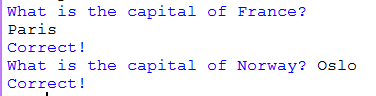 What is the capital of France?
Paris
Correct!
What is the capital of Norway? Oslo
Correct!